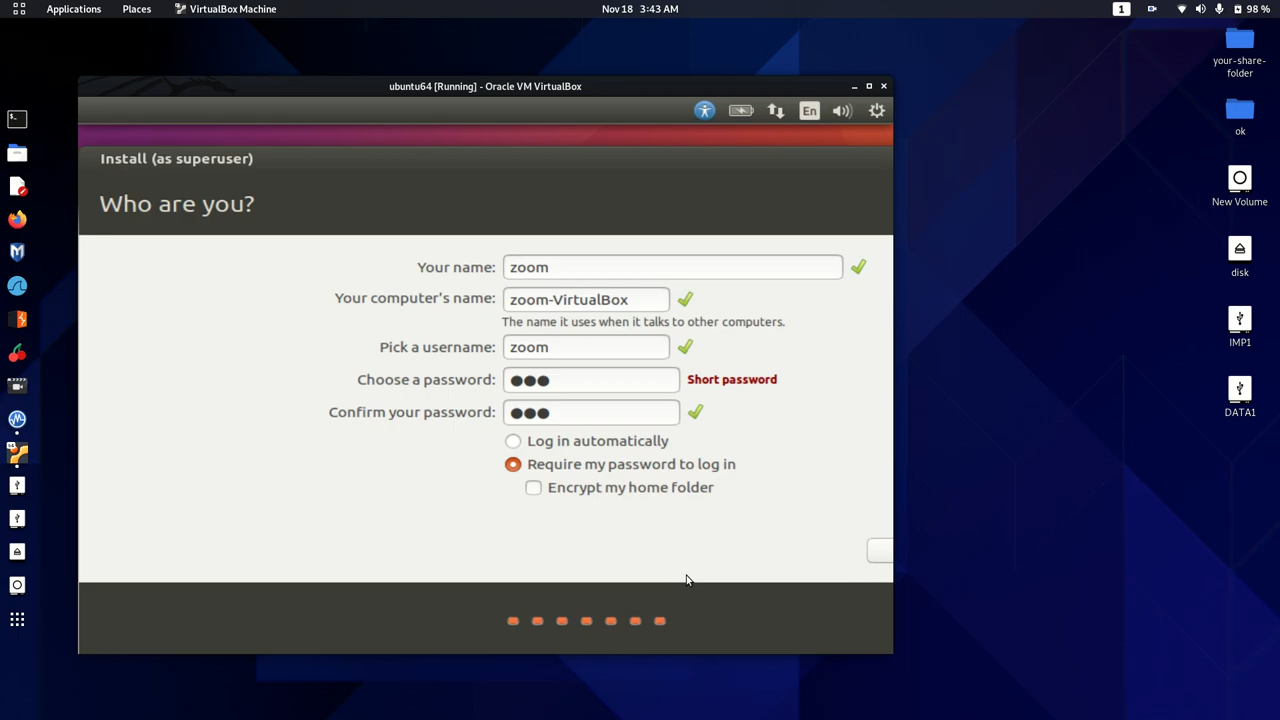 Applications Places VirtualBox Machine Nov 18 3:43 AM 1 98 %
your-share-
folder
ok
New Volume
disk
IMP1
DATA1
ubuntu64 [Running] - Oracle VM VirtualBox
En
Install (as superuser)
Who are you?
Your name: zoom
Your computer's name: zoom-VirtualBox
The name it uses when it talks to other computers.
Pick a username: zoom
Choose a password: ●●● Short password
Confirm your password: ●●●
Log in automatically
Require my password to log in
Encrypt my home folder